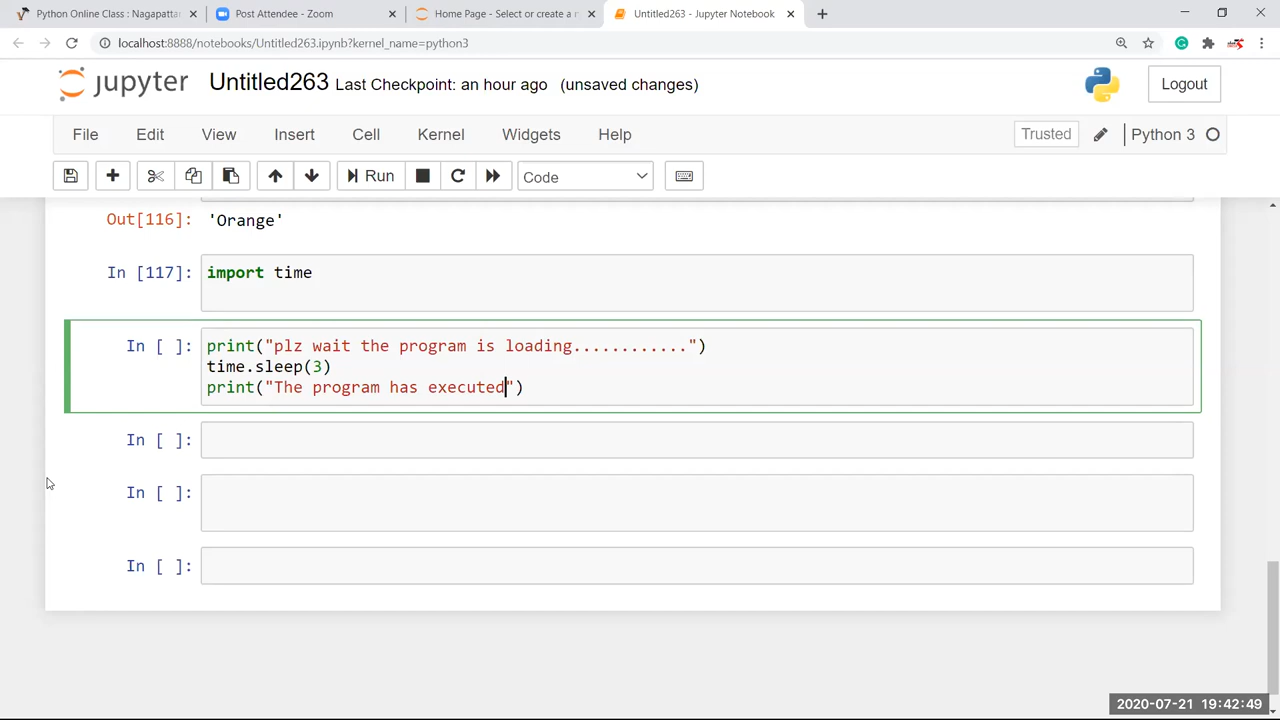 Python Online Class : Nagapattan
Post Attendee - Zoom
Home Page - Select or create a n
Untitled263 - Jupyter Notebook
localhost:8888/notebooks/Untitled263.ipynb?kernel_name=python3
jupyter Untitled263 Last Checkpoint: an hour ago (unsaved changes)
Logout
File Edit View Insert Cell Kernel Widgets Help
Trusted Python 3
Run Code
Out[116]: 'Orange'
In [117]: import time
In [ ]: print("plz wait the program is loading............")
time.sleep(3)
print("The program has executed")
In [ ]:
In [ ]:
In [ ]:
2020-07-21 19:42:49